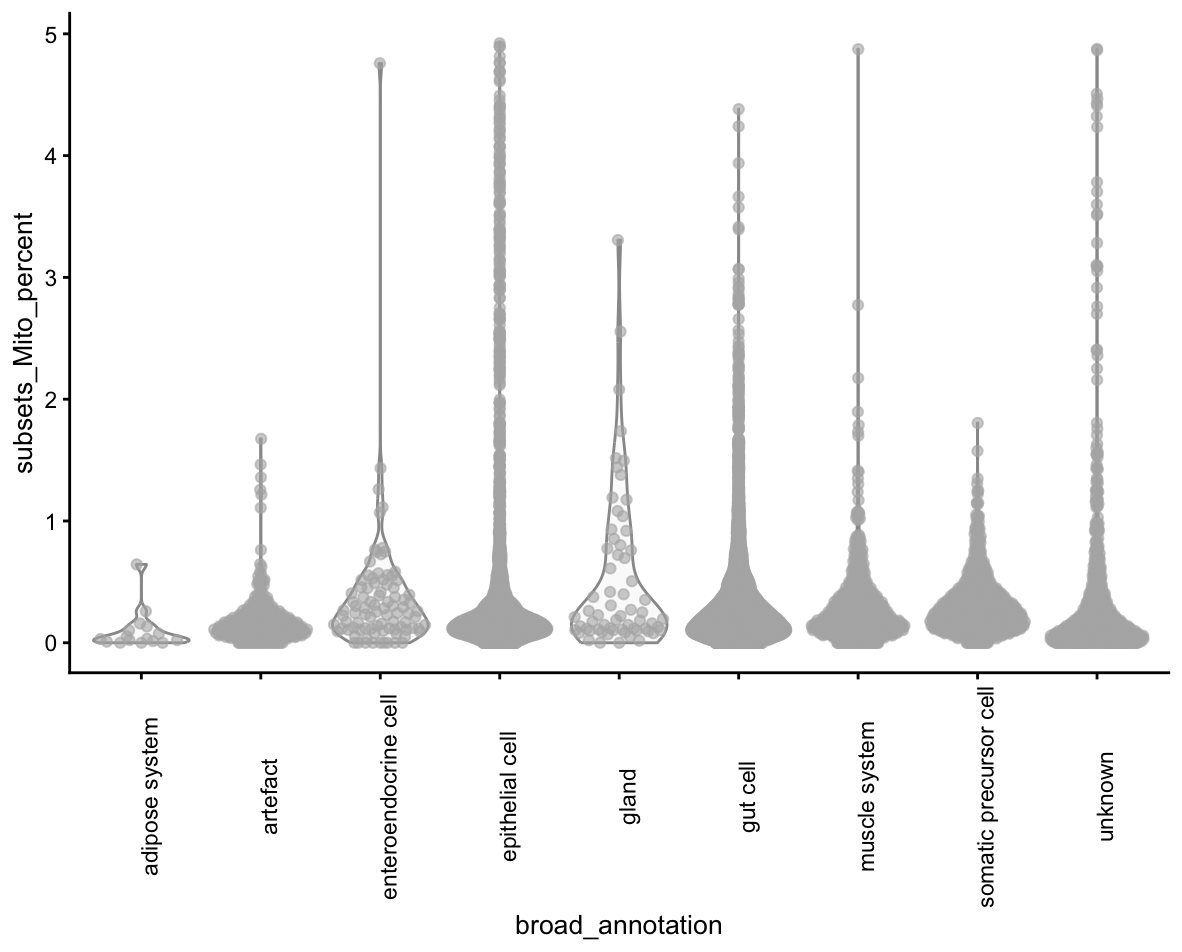 5
4
3
2
1
0
subsets_Mito_percent
adipose system
artefact
enteroendocrine cell
epithelial cell
gland
gut cell
muscle system
somatic precursor cell
unknown
broad_annotation